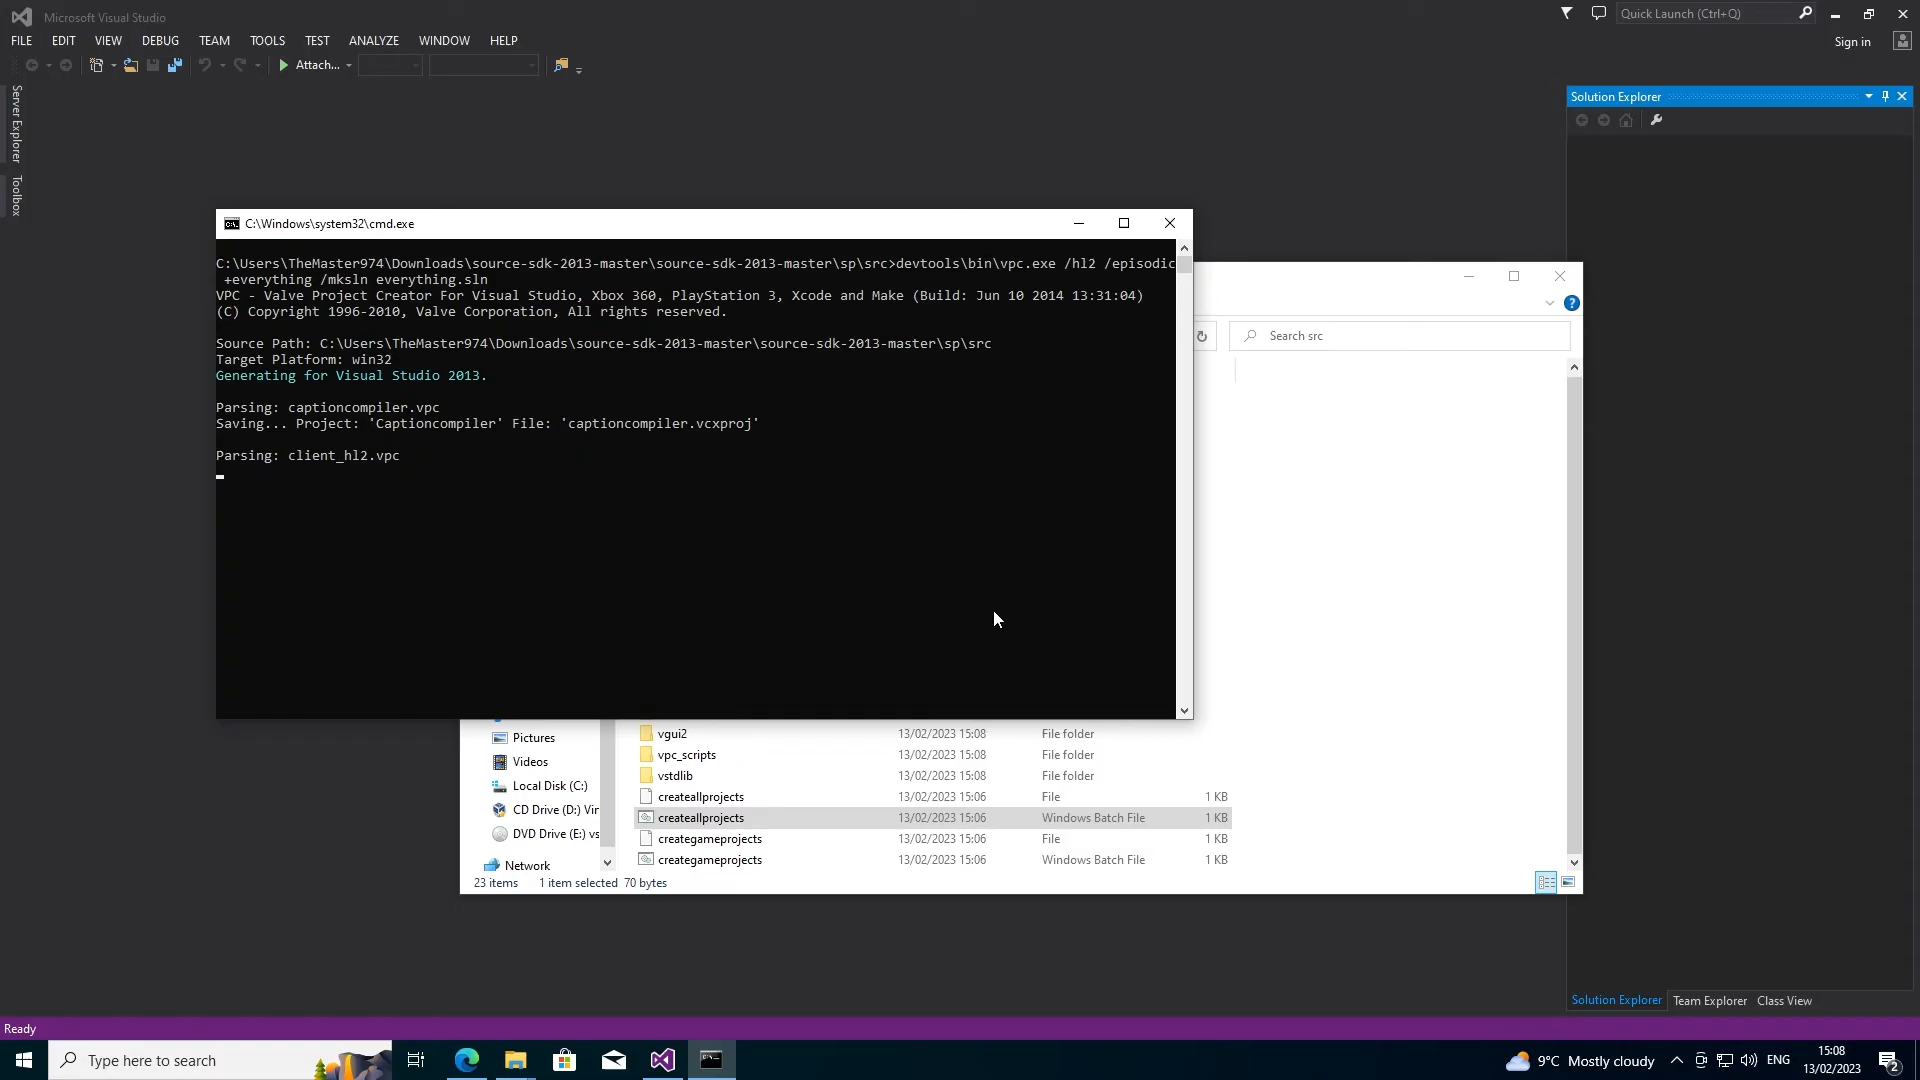 Microsoft Visual Studio
Quick Launch (Ctrl+Q)
FILE EDIT VIEW DEBUG TEAM TOOLS TEST ANALYZE WINDOW HELP
Sign in
Attach...
Server Explorer
Toolbox
Solution Explorer
C:\Windows\system32\cmd.exe
C:\Users\TheMaster974\Downloads\source-sdk-2013-master\source-sdk-2013-master\sp\src>devtools\bin\vpc.exe /hl2 /episodic
+everything /mksln everything.sln
VPC - Valve Project Creator For Visual Studio, Xbox 360, PlayStation 3, Xcode and Make (Build: Jun 10 2014 13:31:04)
(C) Copyright 1996-2010, Valve Corporation, All rights reserved.
Source Path: C:\Users\TheMaster974\Downloads\source-sdk-2013-master\source-sdk-2013-master\sp\src
Target Platform: win32
Generating for Visual Studio 2013.
Parsing: captioncompiler.vpc
Saving... Project: 'Captioncompiler' File: 'captioncompiler.vcxproj'
Parsing: client_hl2.vpc
Search src
Pictures
Videos
Local Disk (C:)
CD Drive (D:) Vir
DVD Drive (E:) vs
Network
vgui2 13/02/2023 15:08 File folder
vpc_scripts 13/02/2023 15:08 File folder
vstdlib 13/02/2023 15:08 File folder
createallprojects 13/02/2023 15:06 File 1 KB
createallprojects 13/02/2023 15:06 Windows Batch File 1 KB
creategameprojects 13/02/2023 15:06 File 1 KB
creategameprojects 13/02/2023 15:06 Windows Batch File 1 KB
23 items 1 item selected 70 bytes
Solution Explorer Team Explorer Class View
Ready
Type here to search
9°C Mostly cloudy
ENG
15:08
13/02/2023
2